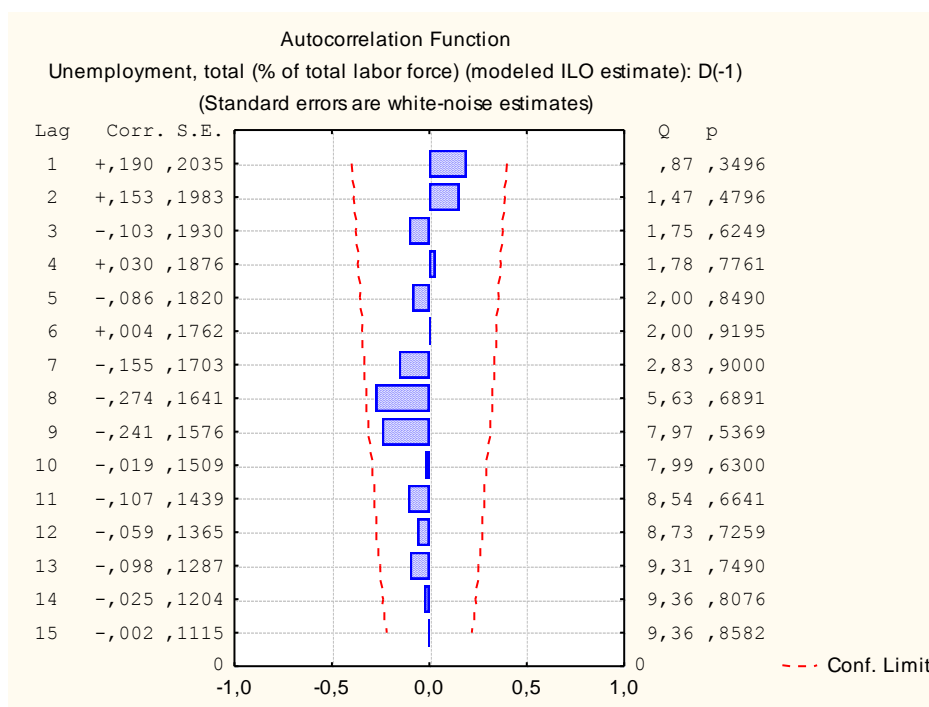 Autocorrelation Function
Unemployment, total (% of total labor force) (modeled ILO estimate): D(-1)
(Standard errors are white-noise estimates)
Lag Corr. S.E. Q p
1 +,190 ,2035 ,87 ,3496
2 +,153 ,1983 1,47 ,4796
3 -,103 ,1930 1,75 ,6249
4 +,030 ,1876 1,78 ,7761
5 -,086 ,1820 2,00 ,8490
6 +,004 ,1762 2,00 ,9195
7 -,155 ,1703 2,83 ,9000
8 -,274 ,1641 5,63 ,6891
9 -,241 ,1576 7,97 ,5369
10 -,019 ,1509 7,99 ,6300
11 -,107 ,1439 8,54 ,6641
12 -,059 ,1365 8,73 ,7259
13 -,098 ,1287 9,31 ,7490
14 -,025 ,1204 9,36 ,8076
15 -,002 ,1115 9,36 ,8582
0 0
-1,0 -0,5 0,0 0,5 1,0
Conf. Limit